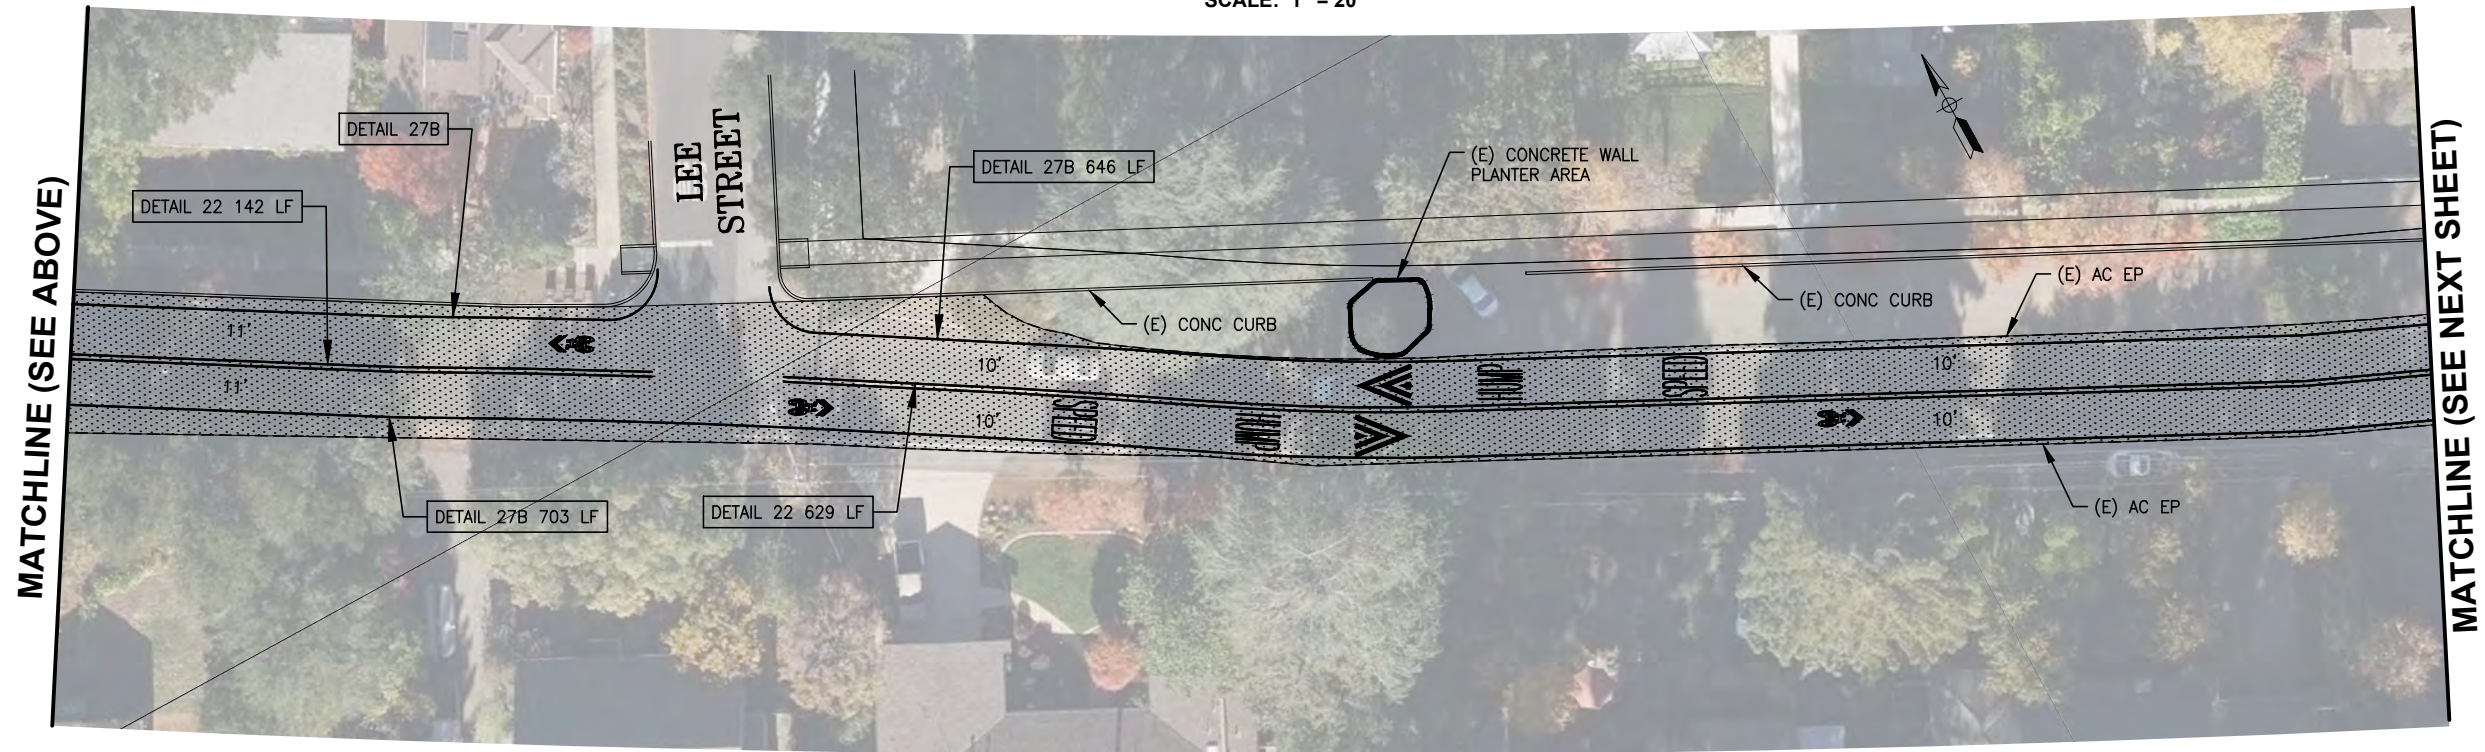 SCALE: 1" = 20'
MATCHLINE (SEE ABOVE)
DETAIL 27B
DETAIL 22 142 LF
LEE
STREET
DETAIL 27B 646 LF
(E) CONCRETE WALL
PLANTER AREA
(E) CONC CURB
(E) CONC CURB
(E) AC EP
11'
11'
10'
10'
SPEED
HUMP
HUMP
SPEED
10'
10'
DETAIL 27B 703 LF
DETAIL 22 629 LF
(E) AC EP
MATCHLINE (SEE NEXT SHEET)